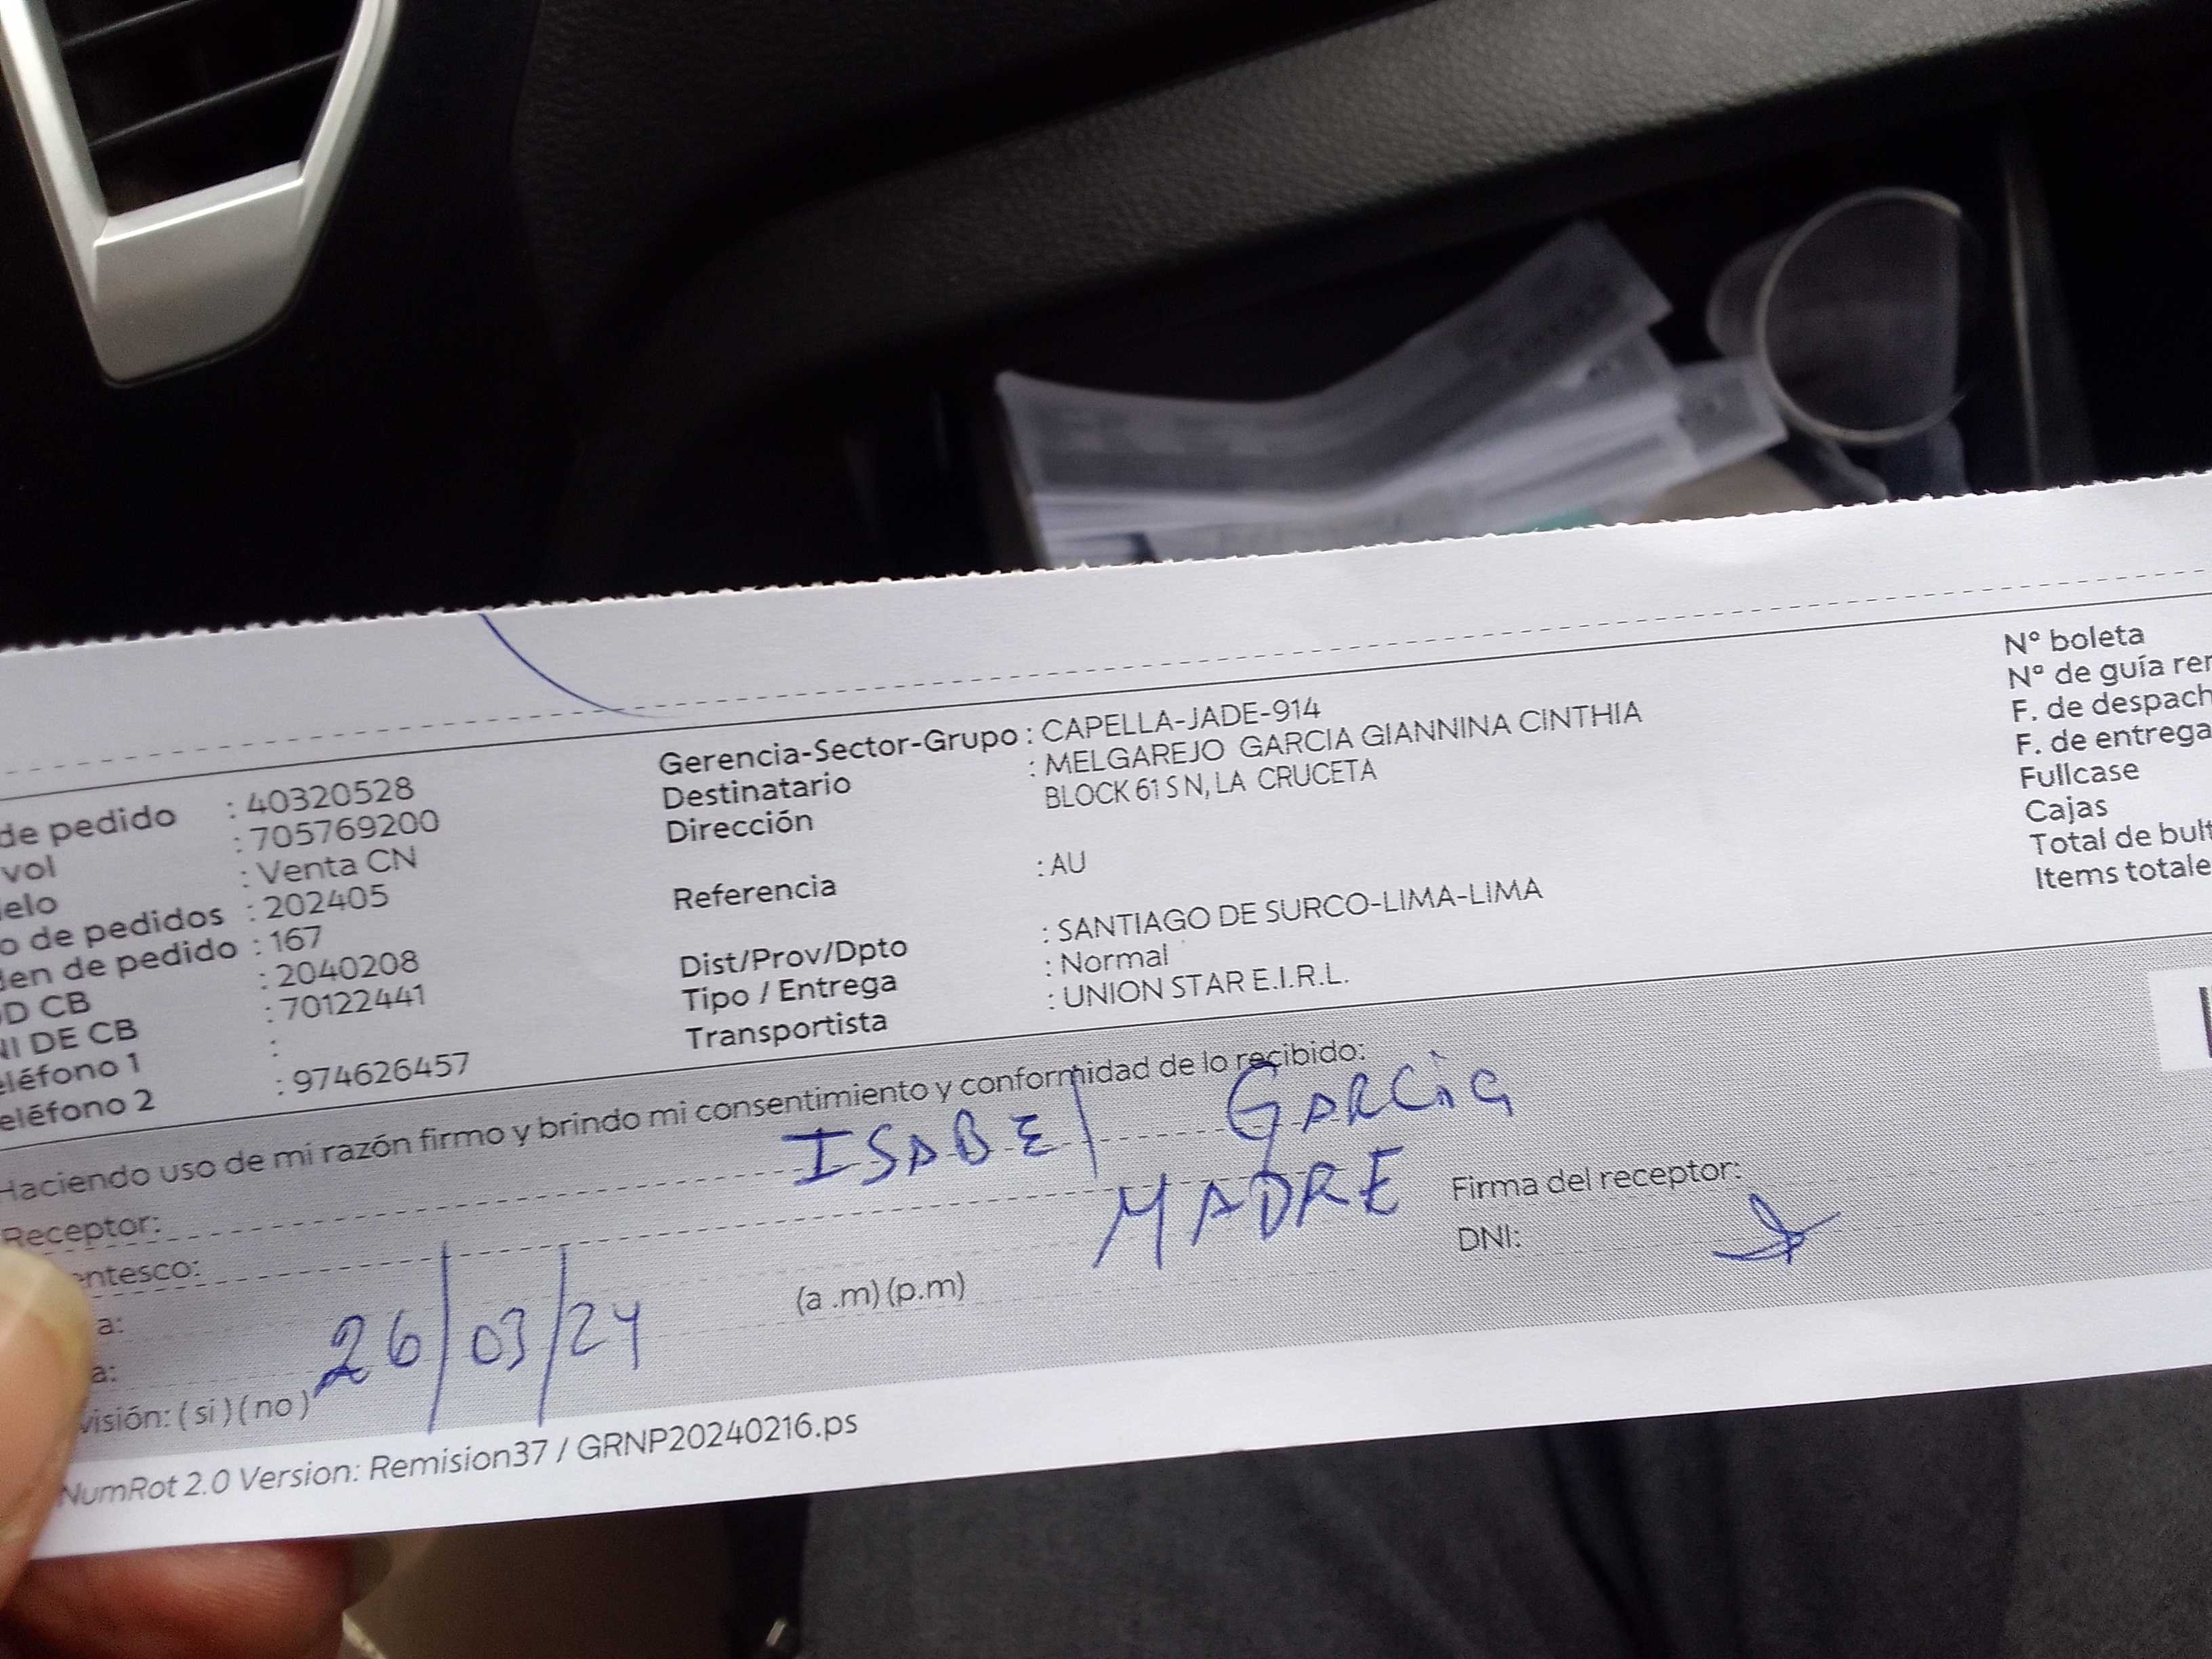 de pedido : 40320528
vol : 705769200
elo : Venta CN
o de pedidos : 202405
den de pedido : 167
D CB : 2040208
NI DE CB : 70122441
eléfono 1 :
eléfono 2 : 974626457
Gerencia-Sector-Grupo : CAPELLA-JADE-914
Destinatario : MELGAREJO GARCIA GIANNINA CINTHIA
Dirección BLOCK 61 S N, LA CRUCETA
Referencia : AU
Dist/Prov/Dpto : SANTIAGO DE SURCO-LIMA-LIMA
Tipo / Entrega : Normal
Transportista : UNION STAR E.I.R.L.
N° boleta
N° de guía rer
F. de despach
F. de entrega
Fullcase
Cajas
Total de bult
Items totale
Haciendo uso de mi razón firmo y brindo mi consentimiento y conformidad de lo recibido:
Receptor: ISABEl GARCiA
entesco: MADRE
Firma del receptor:
DNI:
a: 26/03/24
a: (a .m) (p.m)
visión: ( si ) ( no )
NumRot 2.0 Version: Remision37 / GRNP20240216.ps